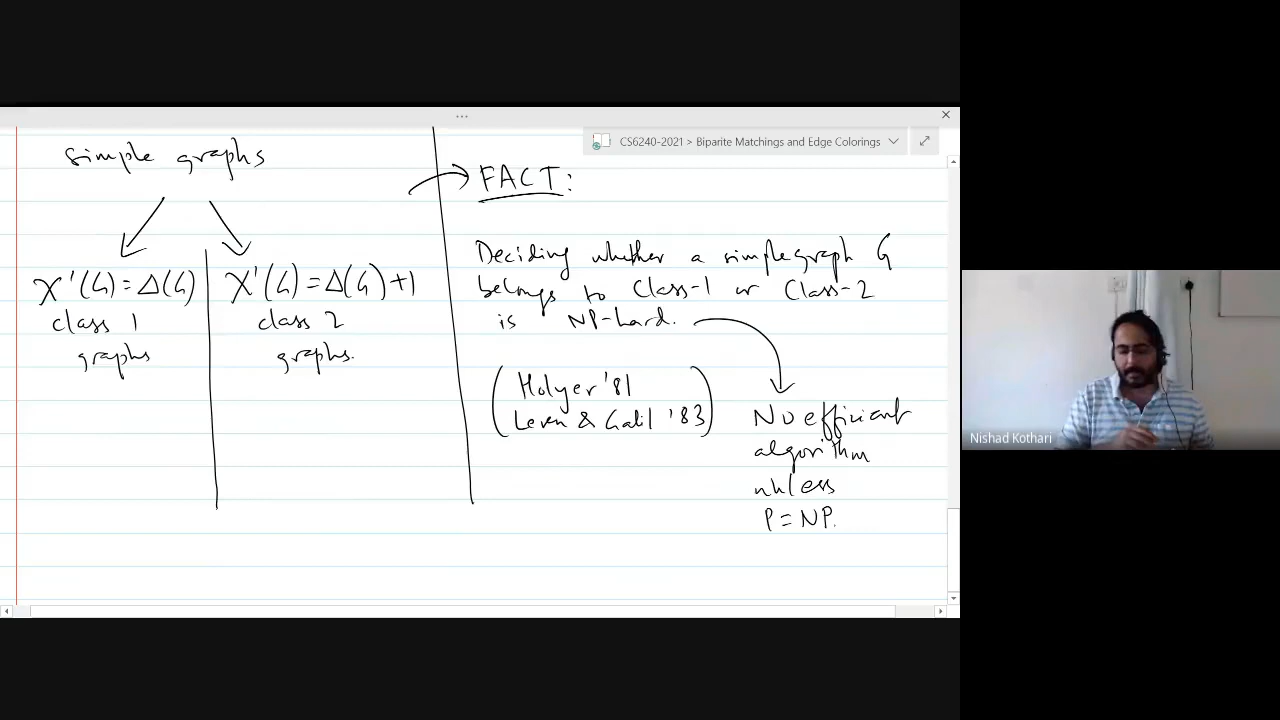 CS6240-2021 > Biparite Matchings and Edge Colorings
simple graphs
χ'(G) = Δ(G)
class 1
graphs
χ'(G) = Δ(G)+1
class 2
graphs.
FACT:
Deciding whether a simple graph G
belongs to Class-1 or Class-2
is NP-hard.
(Holyer '81
Leven & Galil '83)
No efficient
algorithm
unless
P = NP.
Nishad Kothari